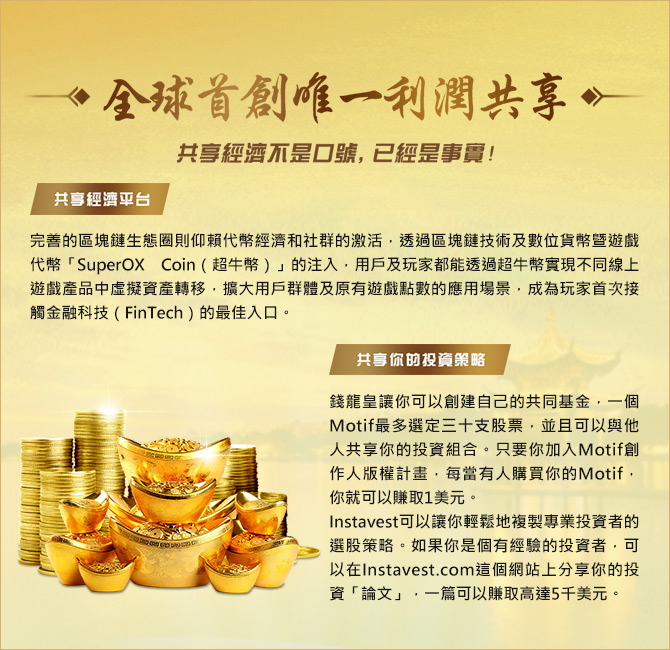 全球首創唯一利潤共享
共享經濟不是口號，已經是事實！
共享經濟平台
完善的區塊鏈生態圈則仰賴代幣經濟和社群的激活，透過區塊鏈技術及數位貨幣暨遊戲
代幣「SuperOX　Coin（超牛幣）」的注入，用戶及玩家都能透過超牛幣實現不同線上
遊戲產品中虛擬資產轉移，擴大用戶群體及原有遊戲點數的應用場景，成為玩家首次接
觸金融科技（FinTech）的最佳入口。
共享你的投資策略
錢龍皇讓你可以創建自己的共同基金，一個
Motif最多選定三十支股票，並且可以與他
人共享你的投資組合。只要你加入Motif創
作人版權計畫，每當有人購買你的Motif，
你就可以賺取1美元。
Instavest可以讓你輕鬆地複製專業投資者的
選股策略。如果你是個有經驗的投資者，可
以在Instavest.com這個網站上分享你的投
資「論文」，一篇可以賺取高達5千美元。